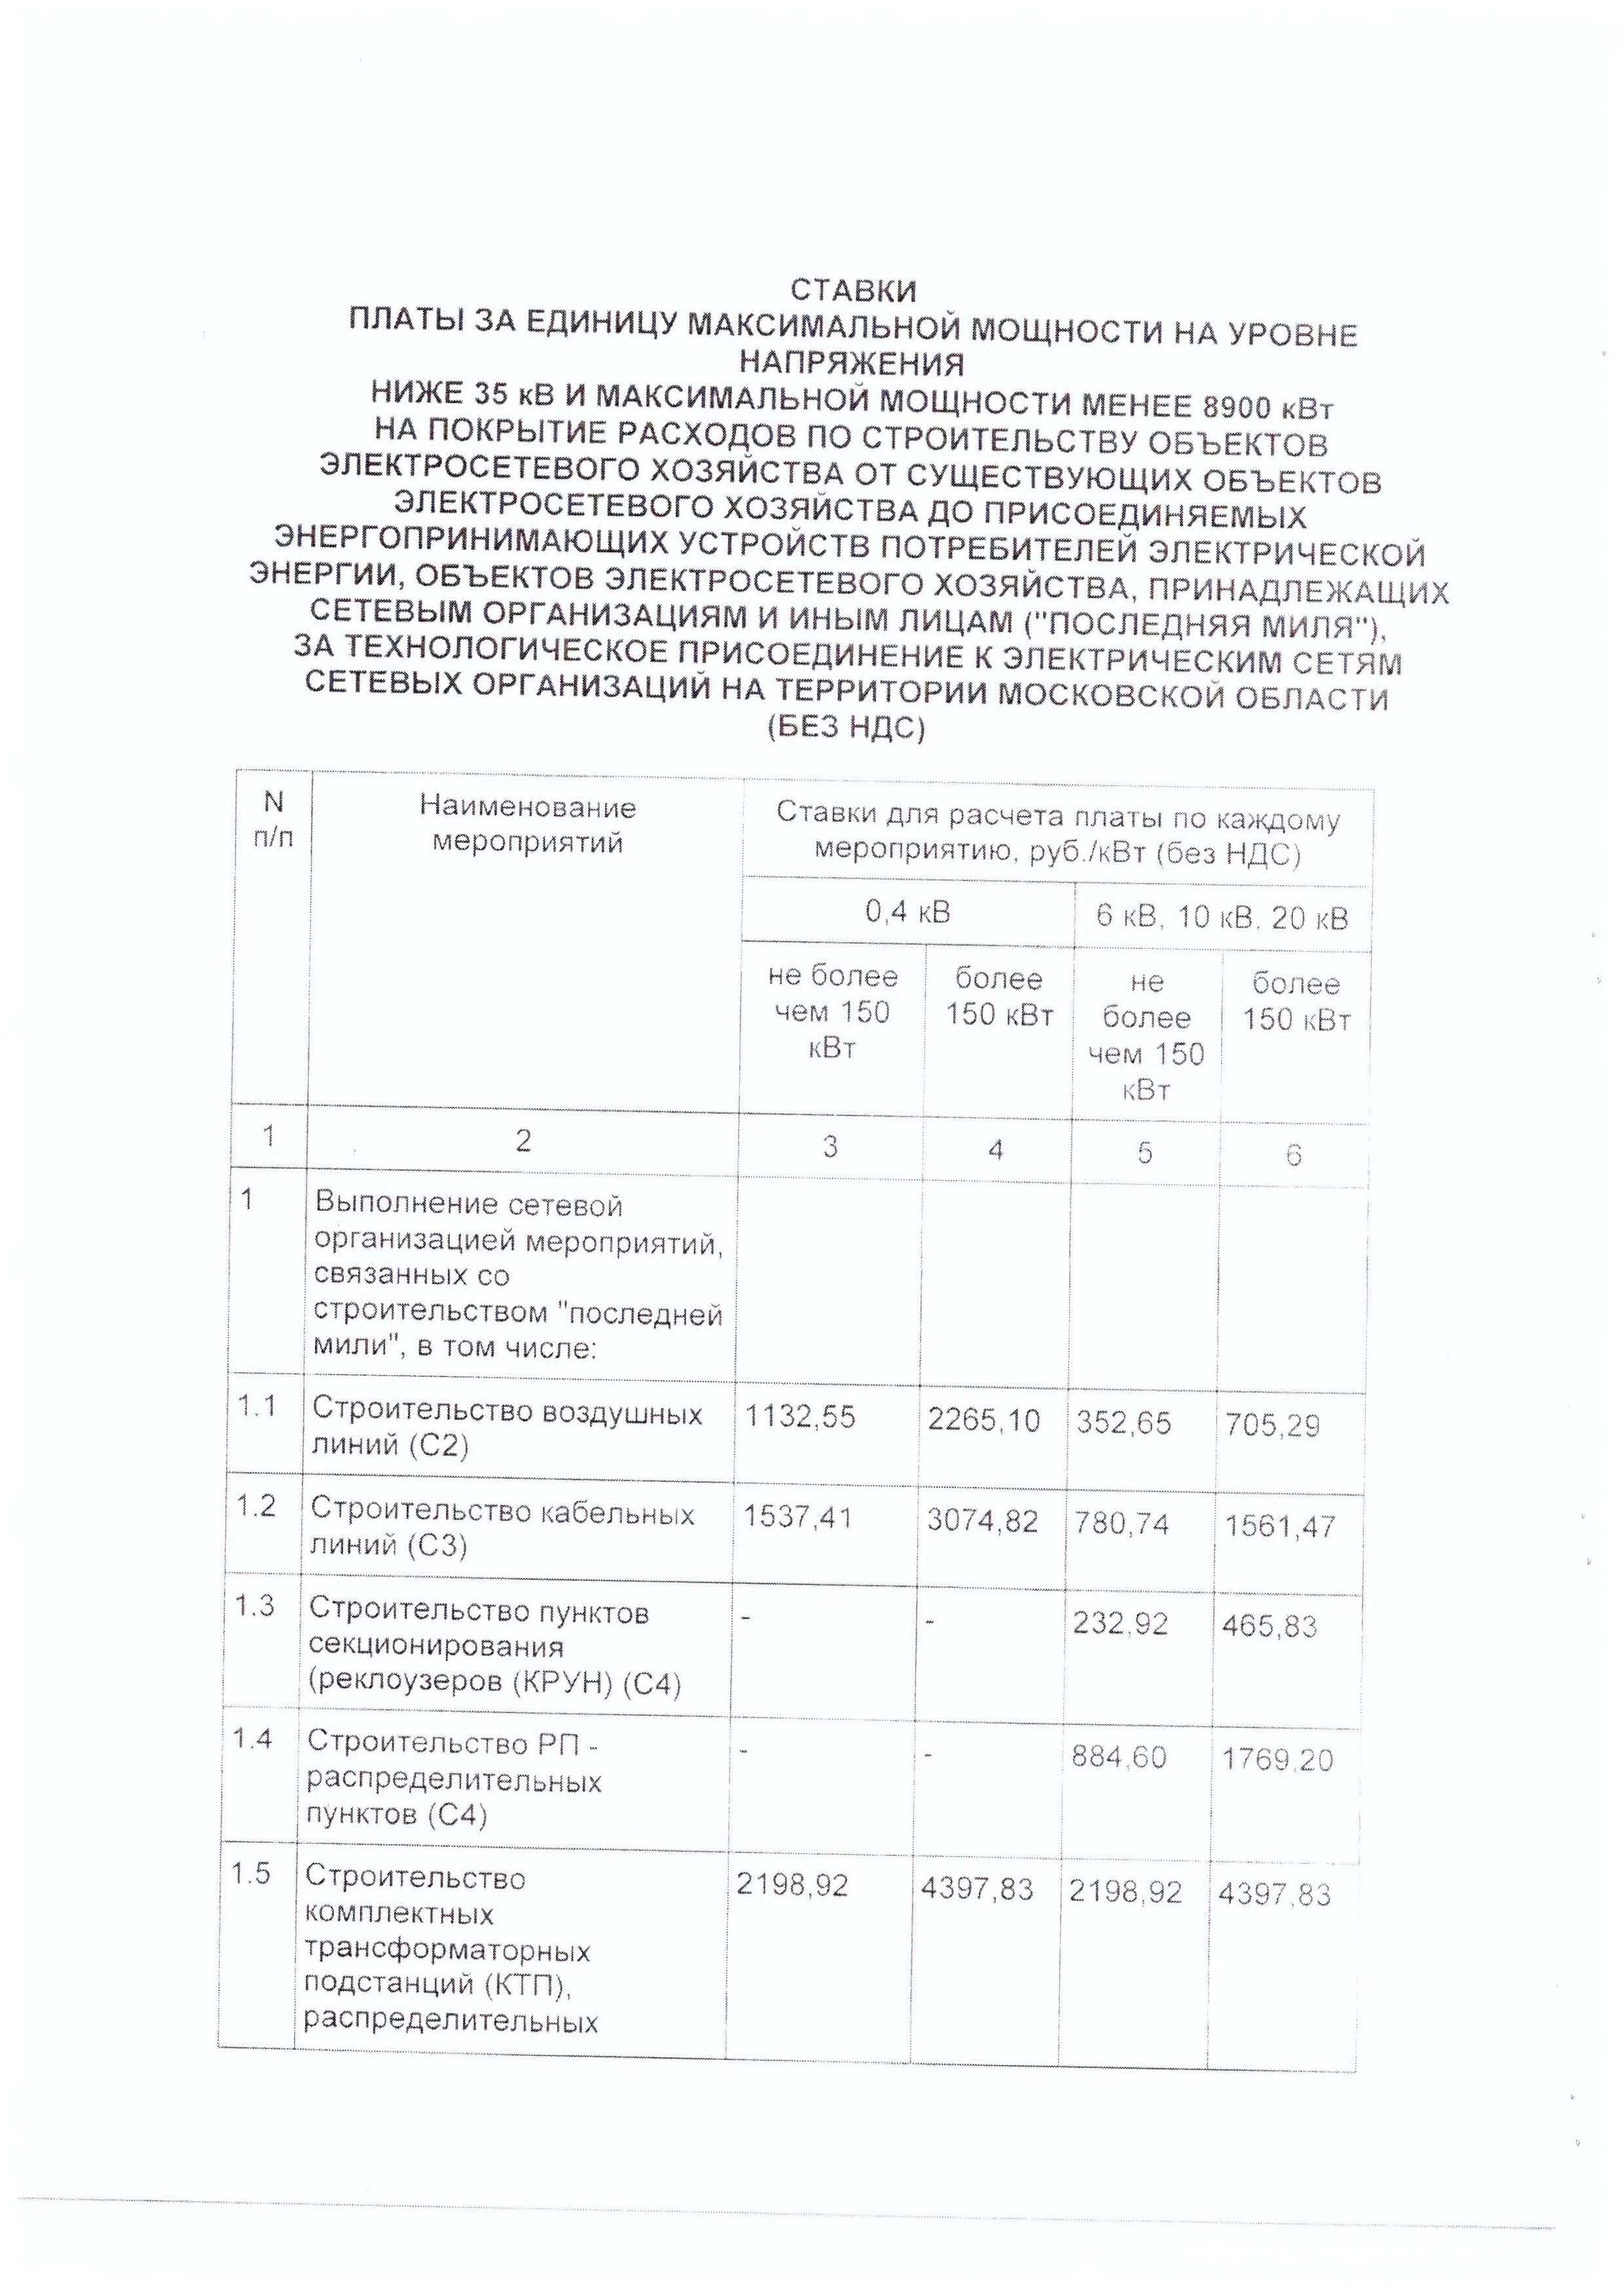 СТАВКИ
ПЛАТЫ ЗА ЕДИНИЦУ МАКСИМАЛЬНОЙ МОЩНОСТИ НА УРОВНЕ
НАПРЯЖЕНИЯ
НИЖЕ 35 кВ И МАКСИМАЛЬНОЙ МОЩНОСТИ МЕНЕЕ 8900 кВт
НА ПОКРЫТИЕ РАСХОДОВ ПО СТРОИТЕЛЬСТВУ ОБЪЕКТОВ
ЭЛЕКТРОСЕТЕВОГО ХОЗЯЙСТВА ОТ СУЩЕСТВУЮЩИХ ОБЪЕКТОВ
ЭЛЕКТРОСЕТЕВОГО ХОЗЯЙСТВА ДО ПРИСОЕДИНЯЕМЫХ
ЭНЕРГОПРИНИМАЮЩИХ УСТРОЙСТВ ПОТРЕБИТЕЛЕЙ ЭЛЕКТРИЧЕСКОЙ
ЭНЕРГИИ, ОБЪЕКТОВ ЭЛЕКТРОСЕТЕВОГО ХОЗЯЙСТВА, ПРИНАДЛЕЖАЩИХ
СЕТЕВЫМ ОРГАНИЗАЦИЯМ И ИНЫМ ЛИЦАМ ("ПОСЛЕДНЯЯ МИЛЯ"),
ЗА ТЕХНОЛОГИЧЕСКОЕ ПРИСОЕДИНЕНИЕ К ЭЛЕКТРИЧЕСКИМ СЕТЯМ
СЕТЕВЫХ ОРГАНИЗАЦИЙ НА ТЕРРИТОРИИ МОСКОВСКОЙ ОБЛАСТИ
(БЕЗ НДС)
N
п/п
Наименование
мероприятий
Ставки для расчета платы по каждому
мероприятию, руб./кВт (без НДС)
0,4 кВ
6 кВ, 10 кВ, 20 кВ
не более
чем 150
кВт
более
150 кВт
не
более
чем 150
кВт
более
150 кВт
1 2 3 4 5 6
1
Выполнение сетевой
организацией мероприятий,
связанных со
строительством "последней
мили", в том числе:
1.1 Строительство воздушных 1132,55 2265,10 352,65 705,29
линий (С2)
1.2 Строительство кабельных 1537,41 3074,82 780,74 1561,47
линий (С3)
1.3 Строительство пунктов - - 232,92 465,83
секционирования
(реклоузеров (КРУН) (С4)
1.4 Строительство РП - - - 884,60 1769,20
распределительных
пунктов (С4)
1.5 Строительство 2198,92 4397,83 2198,92 4397,83
комплектных
трансформаторных
подстанций (КТП),
распределительных